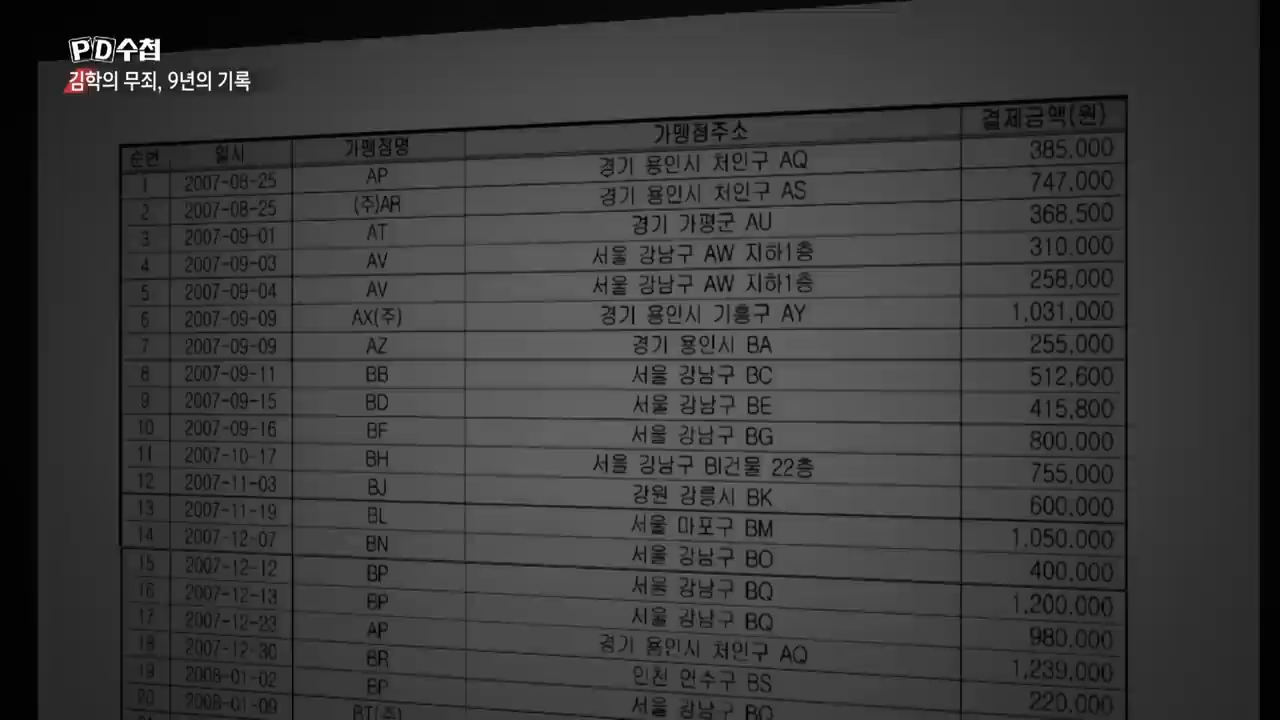 PD수첩
김학의 무죄, 9년의 기록
순번 일시 가맹점명 가맹점주소 결제금액(원)
1 2007-08-25 AP 경기 용인시 처인구 AQ 385,000
2 2007-08-25 (주)AR 경기 용인시 처인구 AS 747,000
3 2007-09-01 AT 경기 가평군 AU 368,500
4 2007-09-03 AV 서울 강남구 AW 지하1층 310,000
5 2007-09-04 AV 서울 강남구 AW 지하1층 258,000
6 2007-09-09 AX(주) 경기 용인시 기흥구 AY 1,031,000
7 2007-09-09 AZ 경기 용인시 BA 255,000
8 2007-09-11 BB 서울 강남구 BC 512,600
9 2007-09-15 BD 서울 강남구 BE 415,800
10 2007-09-16 BF 서울 강남구 BG 800,000
11 2007-10-17 BH 서울 강남구 BI건물 22층 755,000
12 2007-11-03 BJ 강원 강릉시 BK 600,000
13 2007-11-19 BL 서울 마포구 BM 1,050,000
14 2007-12-07 BN 서울 강남구 BO 400,000
15 2007-12-12 BP 서울 강남구 BQ 1,200,000
16 2007-12-13 BP 서울 강남구 BQ 980,000
17 2007-12-23 AP 경기 용인시 처인구 AQ 1,239,000
18 2007-12-30 BR 인천 연수구 BS 220,000
19 2008-01-02 BP 서울 강남구 BQ
20 2008-01-09 BT(주)